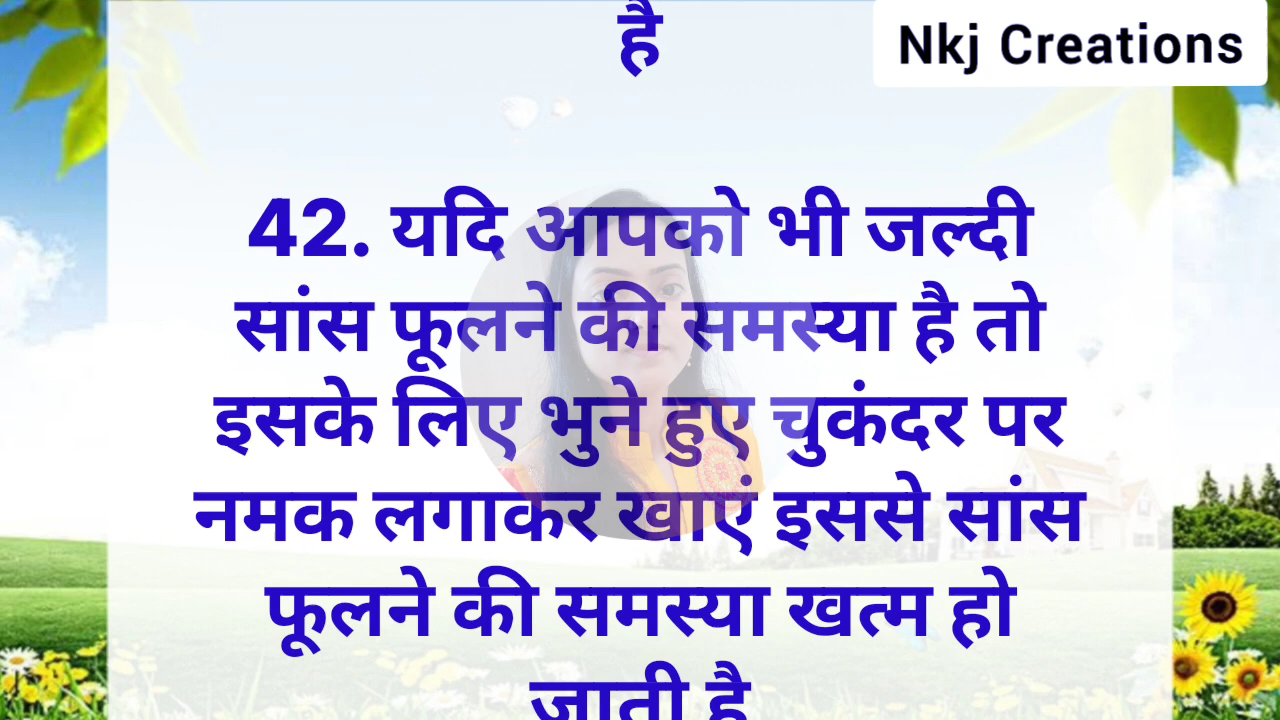 है
Nkj Creations
42. यदि आपको भी जल्दी
सांस फूलने की समस्या है तो
इसके लिए भुने हुए चुकंदर पर
नमक लगाकर खाएं इससे सांस
फूलने की समस्या खत्म हो
जाती है